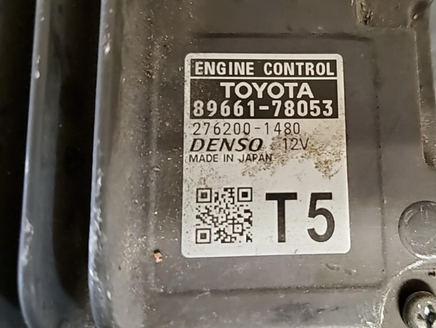 ENGINE CONTROL
TOYOTA
89661-78053
276200-1480
DENSO 12V
MADE IN JAPAN
T5